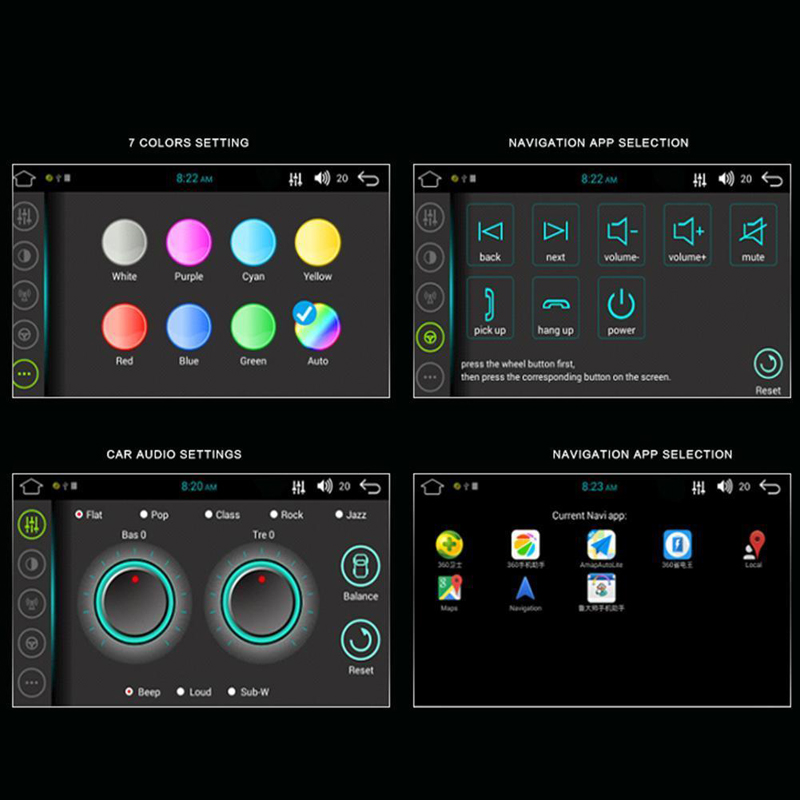 7 COLORS SETTING
8:22 AM
20
White Purple Cyan Yellow
Red Blue Green Auto
NAVIGATION APP SELECTION
8:22 AM
20
back next volume- volume+ mute
pick up hang up power
press the wheel button first,
then press the corresponding button on the screen.
Reset
CAR AUDIO SETTINGS
8:20 AM
20
Flat Pop Class Rock Jazz
Bas 0 Tre 0
Balance
Reset
Beep Loud Sub-W
NAVIGATION APP SELECTION
8:23 AM
20
Current Navi app:
360卫士 360手机助手 AmapAutoLite 360省电王 Local
Maps Navigation 鲁大师手机助手